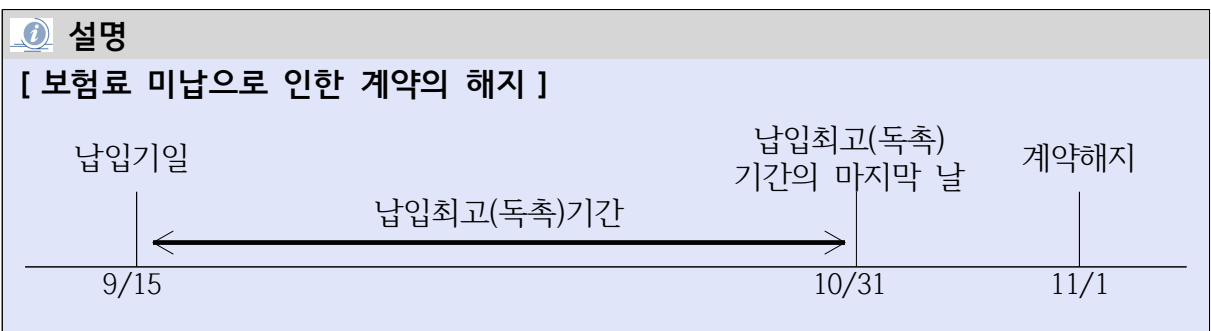 설명
[ 보험료 미납으로 인한 계약의 해지 ]
납입기일
납입최고(독촉)
기간의 마지막 날
계약해지
납입최고(독촉)기간
9/15
10/31
11/1